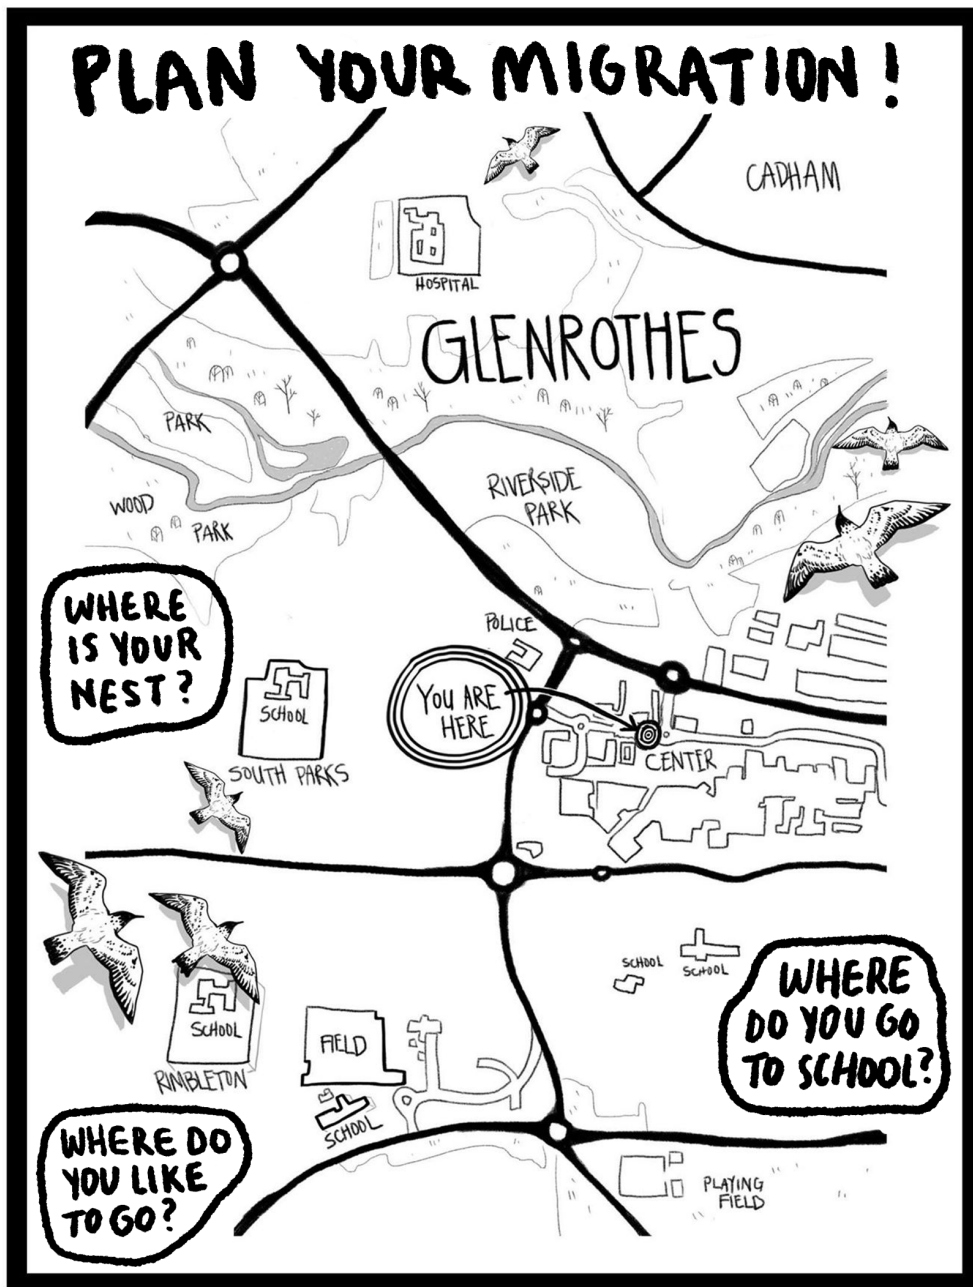 PLAN YOUR MIGRATION!
CADHAM
HOSPITAL
GLENROTHES
PARK
WOOD
PARK
RIVERSIDE
PARK
WHERE
IS YOUR
NEST?
POLICE
YOU ARE
HERE
SCHOOL
SOUTH PARKS
CENTER
SCHOOL
SCHOOL
WHERE
DO YOU GO
TO SCHOOL?
SCHOOL
RIMBLETON
FIELD
SCHOOL
WHERE DO
YOU LIKE
TO GO?
PLAYING
FIELD